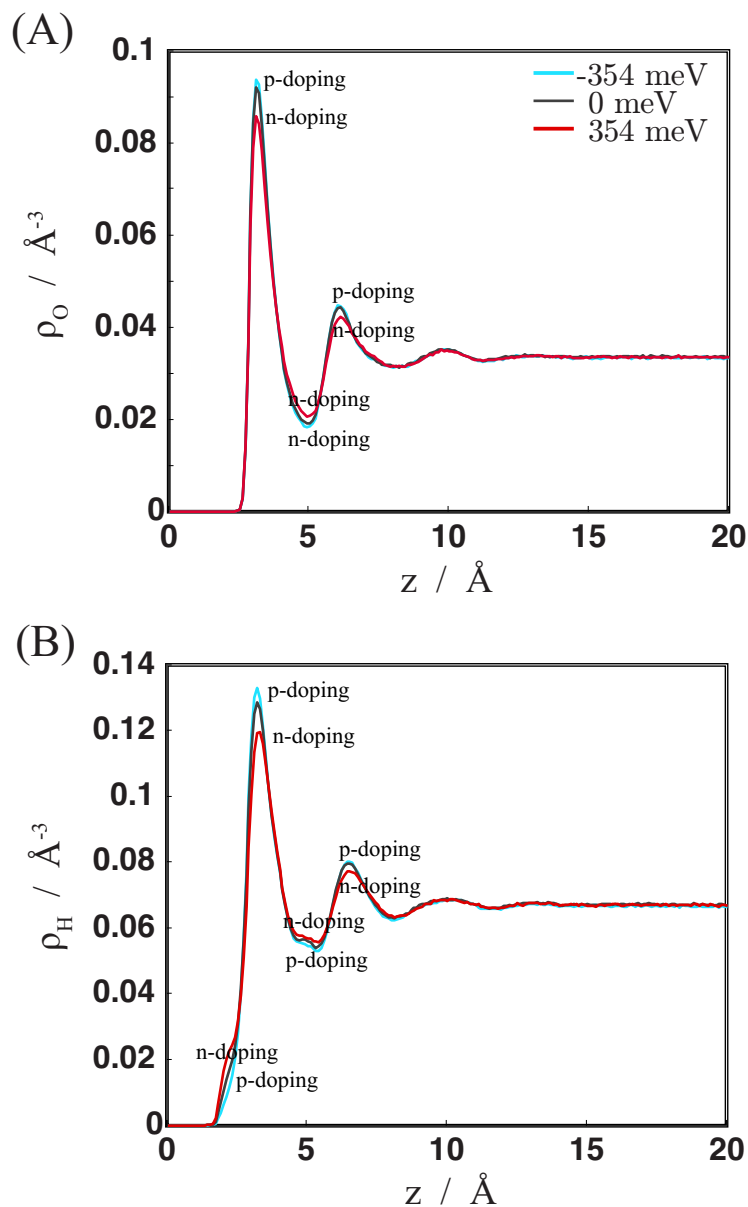 (A)
0.1
0.08
0.06
0.04
0.02
0
ρO / Å-3
p-doping
n-doping
-354 meV
0 meV
354 meV
p-doping
n-doping
n-doping
n-doping
0 5 10 15 20
z / Å
(B)
0.14
0.12
0.1
0.08
0.06
0.04
0.02
0
ρH / Å-3
p-doping
n-doping
p-doping
n-doping
n-doping
p-doping
n-doping
p-doping
0 5 10 15 20
z / Å